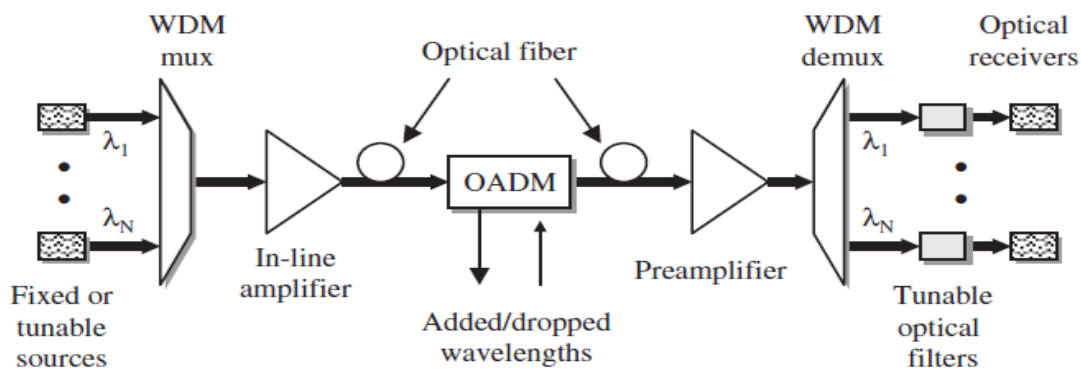 WDM
mux
Optical fiber
WDM
demux
Optical
receivers
λ1
λN
OADM
λ1
λN
In-line
amplifier
Preamplifier
Fixed or
tunable
sources
Added/dropped
wavelengths
Tunable
optical
filters